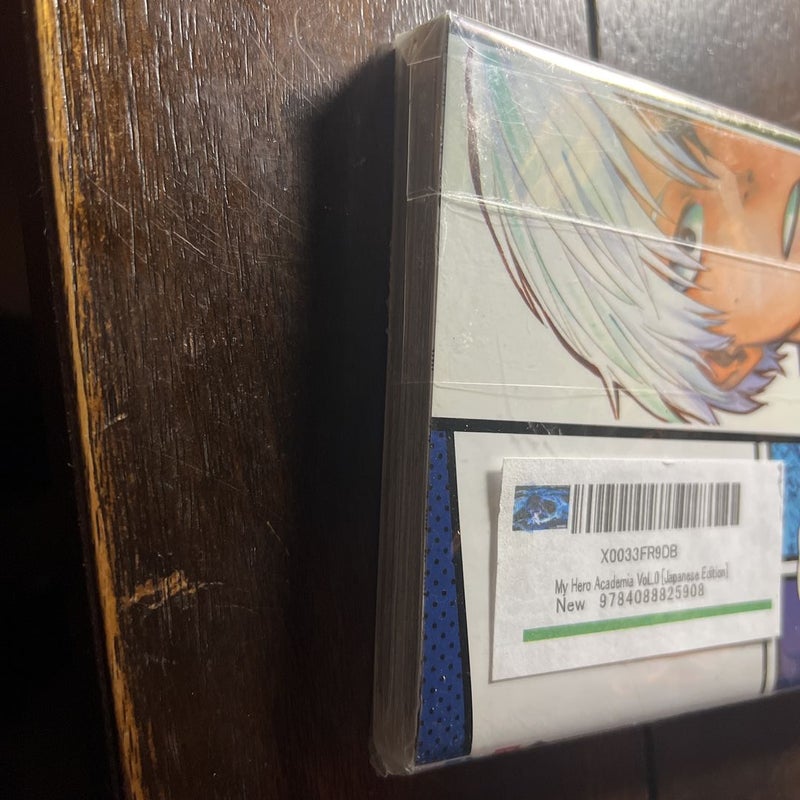 X0033FR9DB
My Hero Academia Vol.0 [Japanese Edition]
New 9784088825908